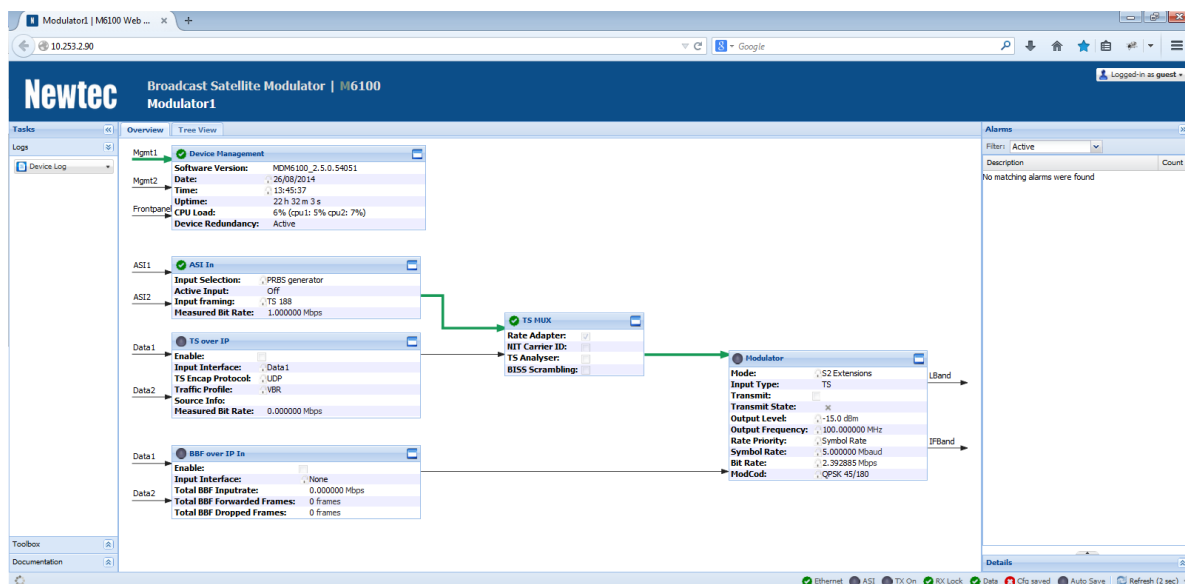 Modulator1 | M6100 Web ... × +
10.253.2.90
Google
Newtec
Broadcast Satellite Modulator | M6100
Modulator1
Logged-in as guest
Tasks
Logs
Device Log
Toolbox
Documentation
Overview Tree View
Mgmt1
Mgmt2
Frontpanel
Device Management
Software Version: MDM6100_2.5.0.54051
Date: 26/08/2014
Time: 13:45:37
Uptime: 22 h 32 m 3 s
CPU Load: 6% (cpu1: 5% cpu2: 7%)
Device Redundancy: Active
ASI1
ASI2
ASI In
Input Selection: PRBS generator
Active Input: Off
Input framing: TS 188
Measured Bit Rate: 1.000000 Mbps
Data1
Data2
TS over IP
Enable:
Input Interface: Data1
TS Encap Protocol: UDP
Traffic Profile: VBR
Source Info:
Measured Bit Rate: 0.000000 Mbps
Data1
Data2
BBF over IP In
Enable:
Input Interface: None
Total BBF Inputrate: 0.000000 Mbps
Total BBF Forwarded Frames: 0 frames
Total BBF Dropped Frames: 0 frames
TS MUX
Rate Adapter:
NIT Carrier ID:
TS Analyser:
BISS Scrambling:
Modulator
Mode: S2 Extensions
Input Type: TS
Transmit:
Transmit State:
Output Level: -15.0 dBm
Output Frequency: 100.000000 MHz
Rate Priority: Symbol Rate
Symbol Rate: 5.000000 Mbaud
Bit Rate: 2.392885 Mbps
ModCod: QPSK 45/180
LBand
IFBand
Alarms
Filter: Active
Description Count
No matching alarms were found
Details
Ethernet ASI TX On RX Lock Data Cfg saved Auto Save Refresh (2 sec)